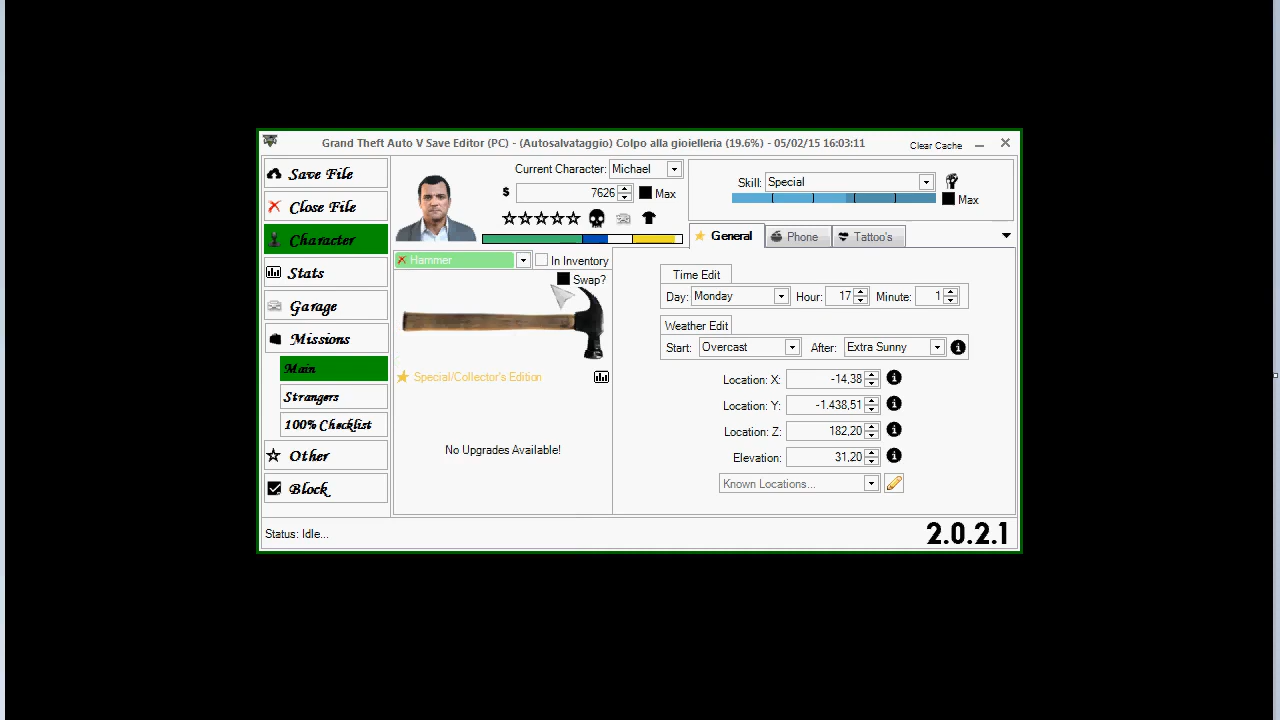 Grand Theft Auto V Save Editor (PC) - (Autosalvataggio) Colpo alla gioielleria (19.6%) - 05/02/15 16:03:11
Clear Cache
Save File
Close File
Character
Stats
Garage
Missions
Main
Strangers
100% Checklist
Other
Block
Current Character: Michael
$ 7626 Max
Skill: Special
Max
Hammer
In Inventory
Swap?
Special/Collector's Edition
No Upgrades Available!
General Phone Tattoo's
Time Edit
Day: Monday Hour: 17 Minute: 1
Weather Edit
Start: Overcast After: Extra Sunny
Location: X: -14,38
Location: Y: -1.438,51
Location: Z: 182,20
Elevation: 31,20
Known Locations...
Status: Idle...
2.0.2.1